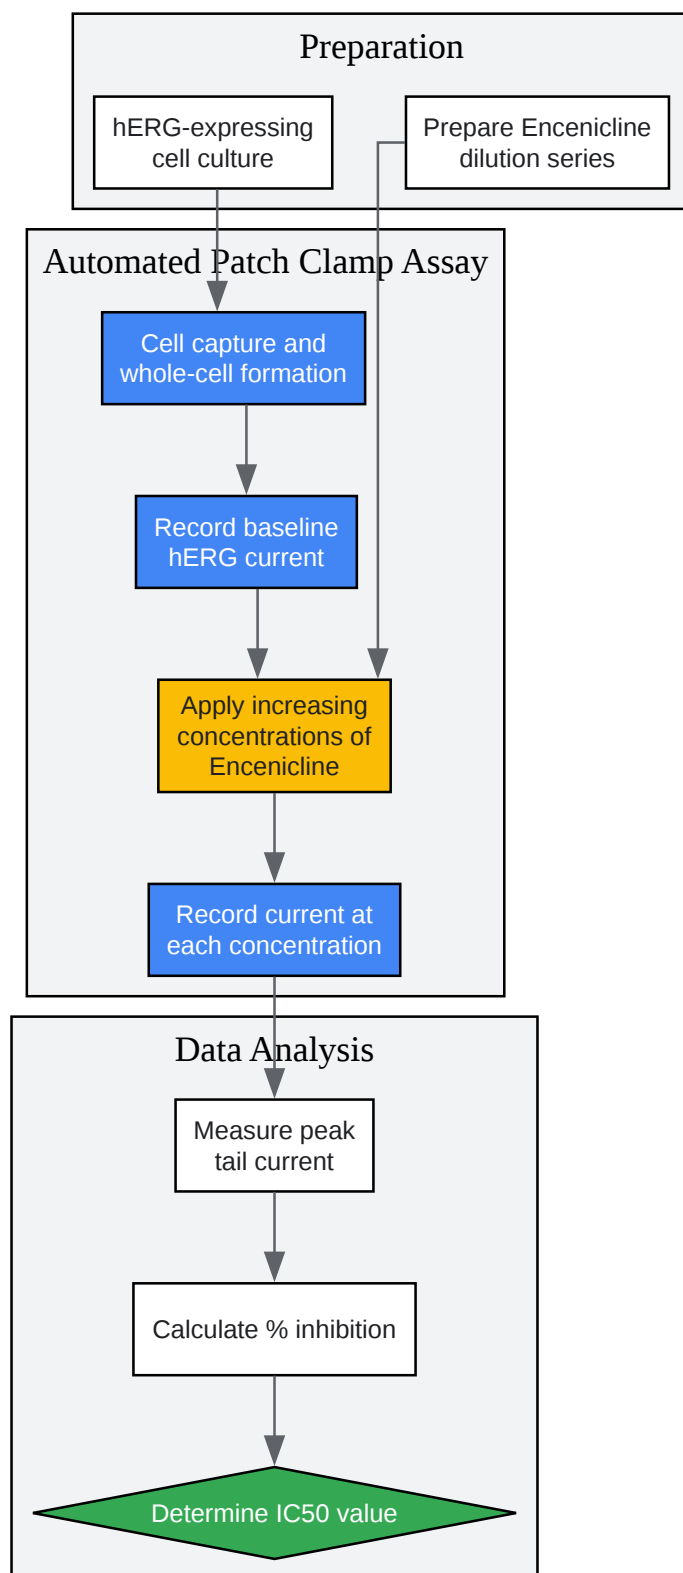 Preparation
hERG-expressing
cell culture
Prepare Encenicline
dilution series
Automated Patch Clamp Assay
Cell capture and
whole-cell formation
Record baseline
hERG current
Apply increasing
concentrations of
Encenicline
Record current at
each concentration
Data Analysis
Measure peak
tail current
Calculate % inhibition
Determine IC50 value